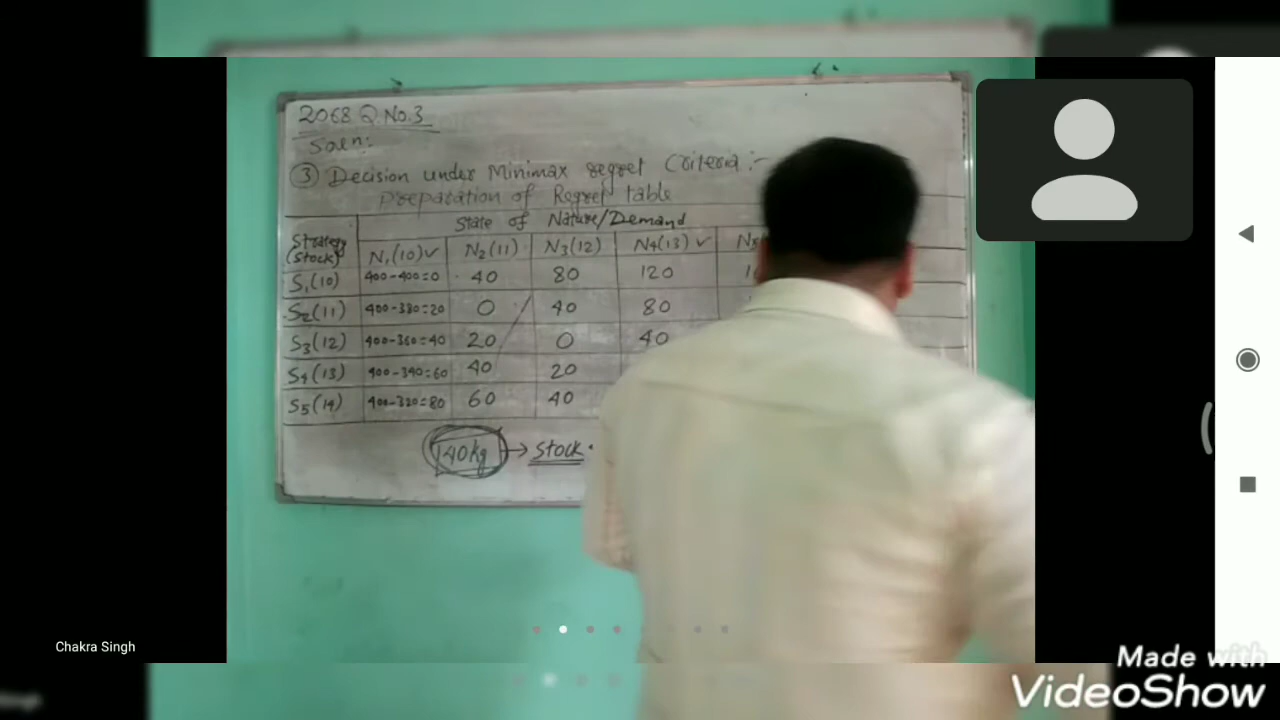 2068 Q.No.3
Soln:
③ Decision under Minimax regret Criteria :-
Preparation of Regret table
State of Nature/Demand
Strategy (Stock) N₁(10)✓ N₂(11) N₃(12) N₄(13) ✓
S₁(10) 400-400=0 40 80 120
S₂(11) 400-380=20 0 40 80
S₃(12) 400-360=40 20 0 40
S₄(13) 400-340=60 40 20
S₅(14) 400-320=80 60 40
140kg → Stock
Chakra Singh
Made with
VideoShow